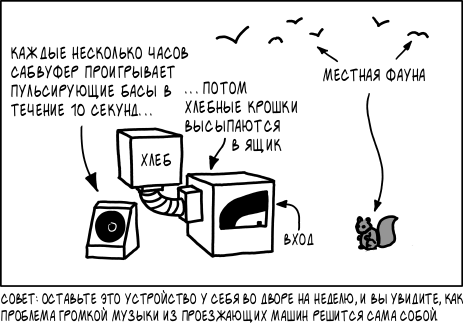 КАЖДЫЕ НЕСКОЛЬКО ЧАСОВ
САБВУФЕР ПРОИГРЫВАЕТ
ПУЛЬСИРУЮЩИЕ БАСЫ В
ТЕЧЕНИЕ 10 СЕКУНД...
...ПОТОМ
ХЛЕБНЫЕ КРОШКИ
ВЫСЫПАЮТСЯ
В ЯЩИК
МЕСТНАЯ ФАУНА
ХЛЕБ
ВХОД
СОВЕТ: ОСТАВЬТЕ ЭТО УСТРОЙСТВО У СЕБЯ ВО ДВОРЕ НА НЕДЕЛЮ, И ВЫ УВИДИТЕ, КАК
ПРОБЛЕМА ГРОМКОЙ МУЗЫКИ ИЗ ПРОЕЗЖАЮЩИХ МАШИН РЕШИТСЯ САМА СОБОЙ.